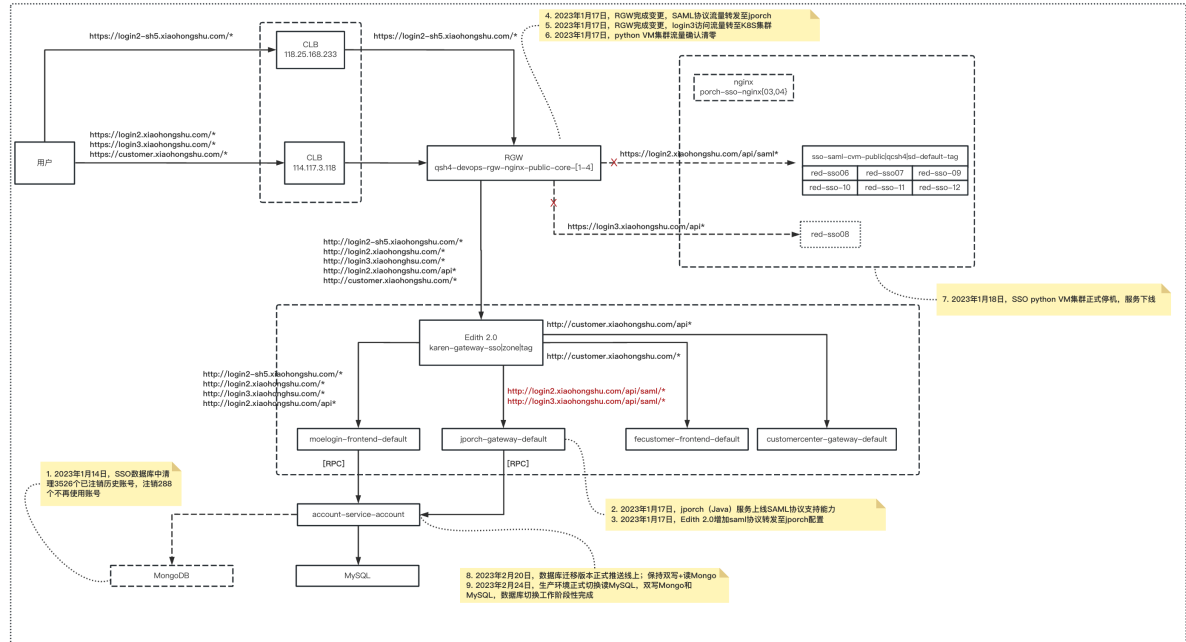 4. 2023年1月17日，RGW完成变更，SAML协议流量转发至jporch
5. 2023年1月17日，RGW完成变更，login3访问流量转至K8S集群
6. 2023年1月17日，python VM集群流量确认清零
https://login2-sh5.xiaohongshu.com/*
CLB
118.25.168.233
https://login2-sh5.xiaohongshu.com/*
nginx
porch-sso-nginx{03,04}
用户
https://login2.xiaohongshu.com/*
https://login3.xiaohongshu.com/*
https://customer.xiaohongshu.com/*
CLB
114.117.3.118
RGW
qsh4-devops-rgw-nginx-public-core-[1-4]
https://login2.xiaohongshu.com/api/saml*
sso-saml-cvm-public|qcsh4|sd-default-tag
red-sso06
red-sso07
red-sso-09
red-sso-10
red-sso-11
red-sso-12
https://login3.xiaohongshu.com/api*
red-sso08
http://login2-sh5.xiaohongshu.com/*
http://login2.xiaohongshu.com/*
http://login3.xiaohonghsu.com/*
http://login2.xiaohongshu.com/api*
http://customer.xiaohongshu.com/*
7. 2023年1月18日，SSO python VM集群正式停机，服务下线
Edith 2.0
karen-gateway-sso|zone|tag
http://customer.xiaohongshu.com/api*
http://customer.xiaohongshu.com/*
http://login2-sh5.xiaohongshu.com/*
http://login2.xiaohongshu.com/*
http://login3.xiaohongshu.com/*
http://login2.xiaohongshu.com/api*
http://login2.xiaohongshu.com/api/saml/*
http://login3.xiaohongshu.com/api/saml/*
moelogin-frontend-default
jporch-gateway-default
fecustomer-frontend-default
customercenter-gateway-default
[RPC]
[RPC]
1. 2023年1月14日，SSO数据库中清
理3526个已注销历史账号，注销288
个不再使用账号
account-service-account
2. 2023年1月17日，jporch（Java）服务上线SAML协议支持能力
3. 2023年1月17日，Edith 2.0增加saml协议转发至jporch配置
MongoDB
MySQL
8. 2023年2月20日，数据库迁移版本正式推送线上；保持双写+读Mongo
9. 2023年2月24日，生产环境正式切换读MySQL，双写Mongo和
MySQL，数据库切换工作阶段性完成